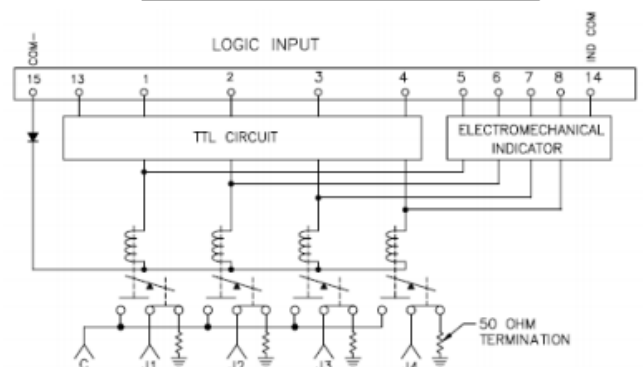 LOGIC INPUT
COM-
IND COM
15 13 1 2 3 4 5 6 7 8 14
TTL CIRCUIT
ELECTROMECHANICAL
INDICATOR
50 OHM
TERMINATION
C J1 J2 J3 J4